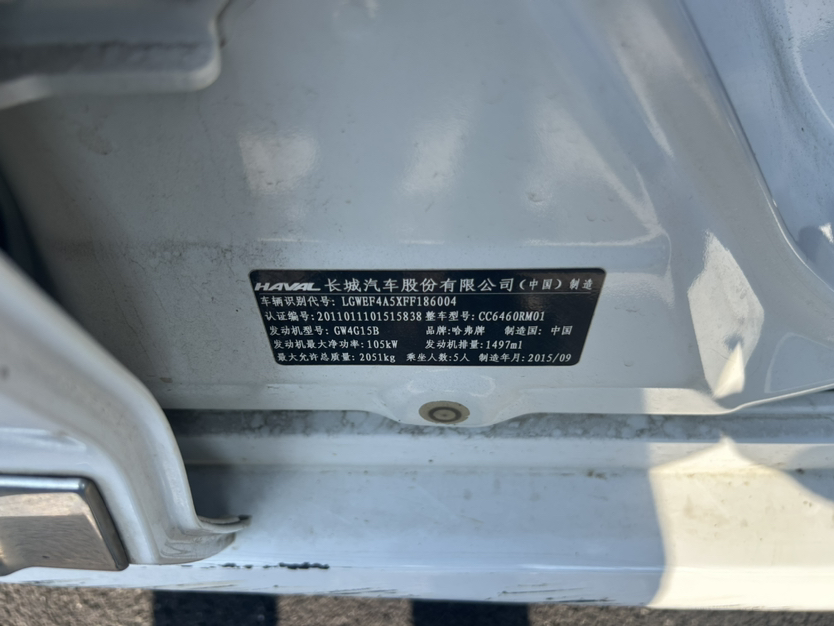 HAVAL 长城汽车股份有限公司(中国)制造
车辆识别代号: LGWEF4A5XFF186004
认证编号:2011011101515838 整车型号: CC6460RM01
发动机型号: GW4G15B 品牌:哈弗牌 制造国: 中国
发动机最大净功率: 105kW 发动机排量: 1497ml
最大允许总质量: 2051kg 乘坐人数:5人 制造年月: 2015/09